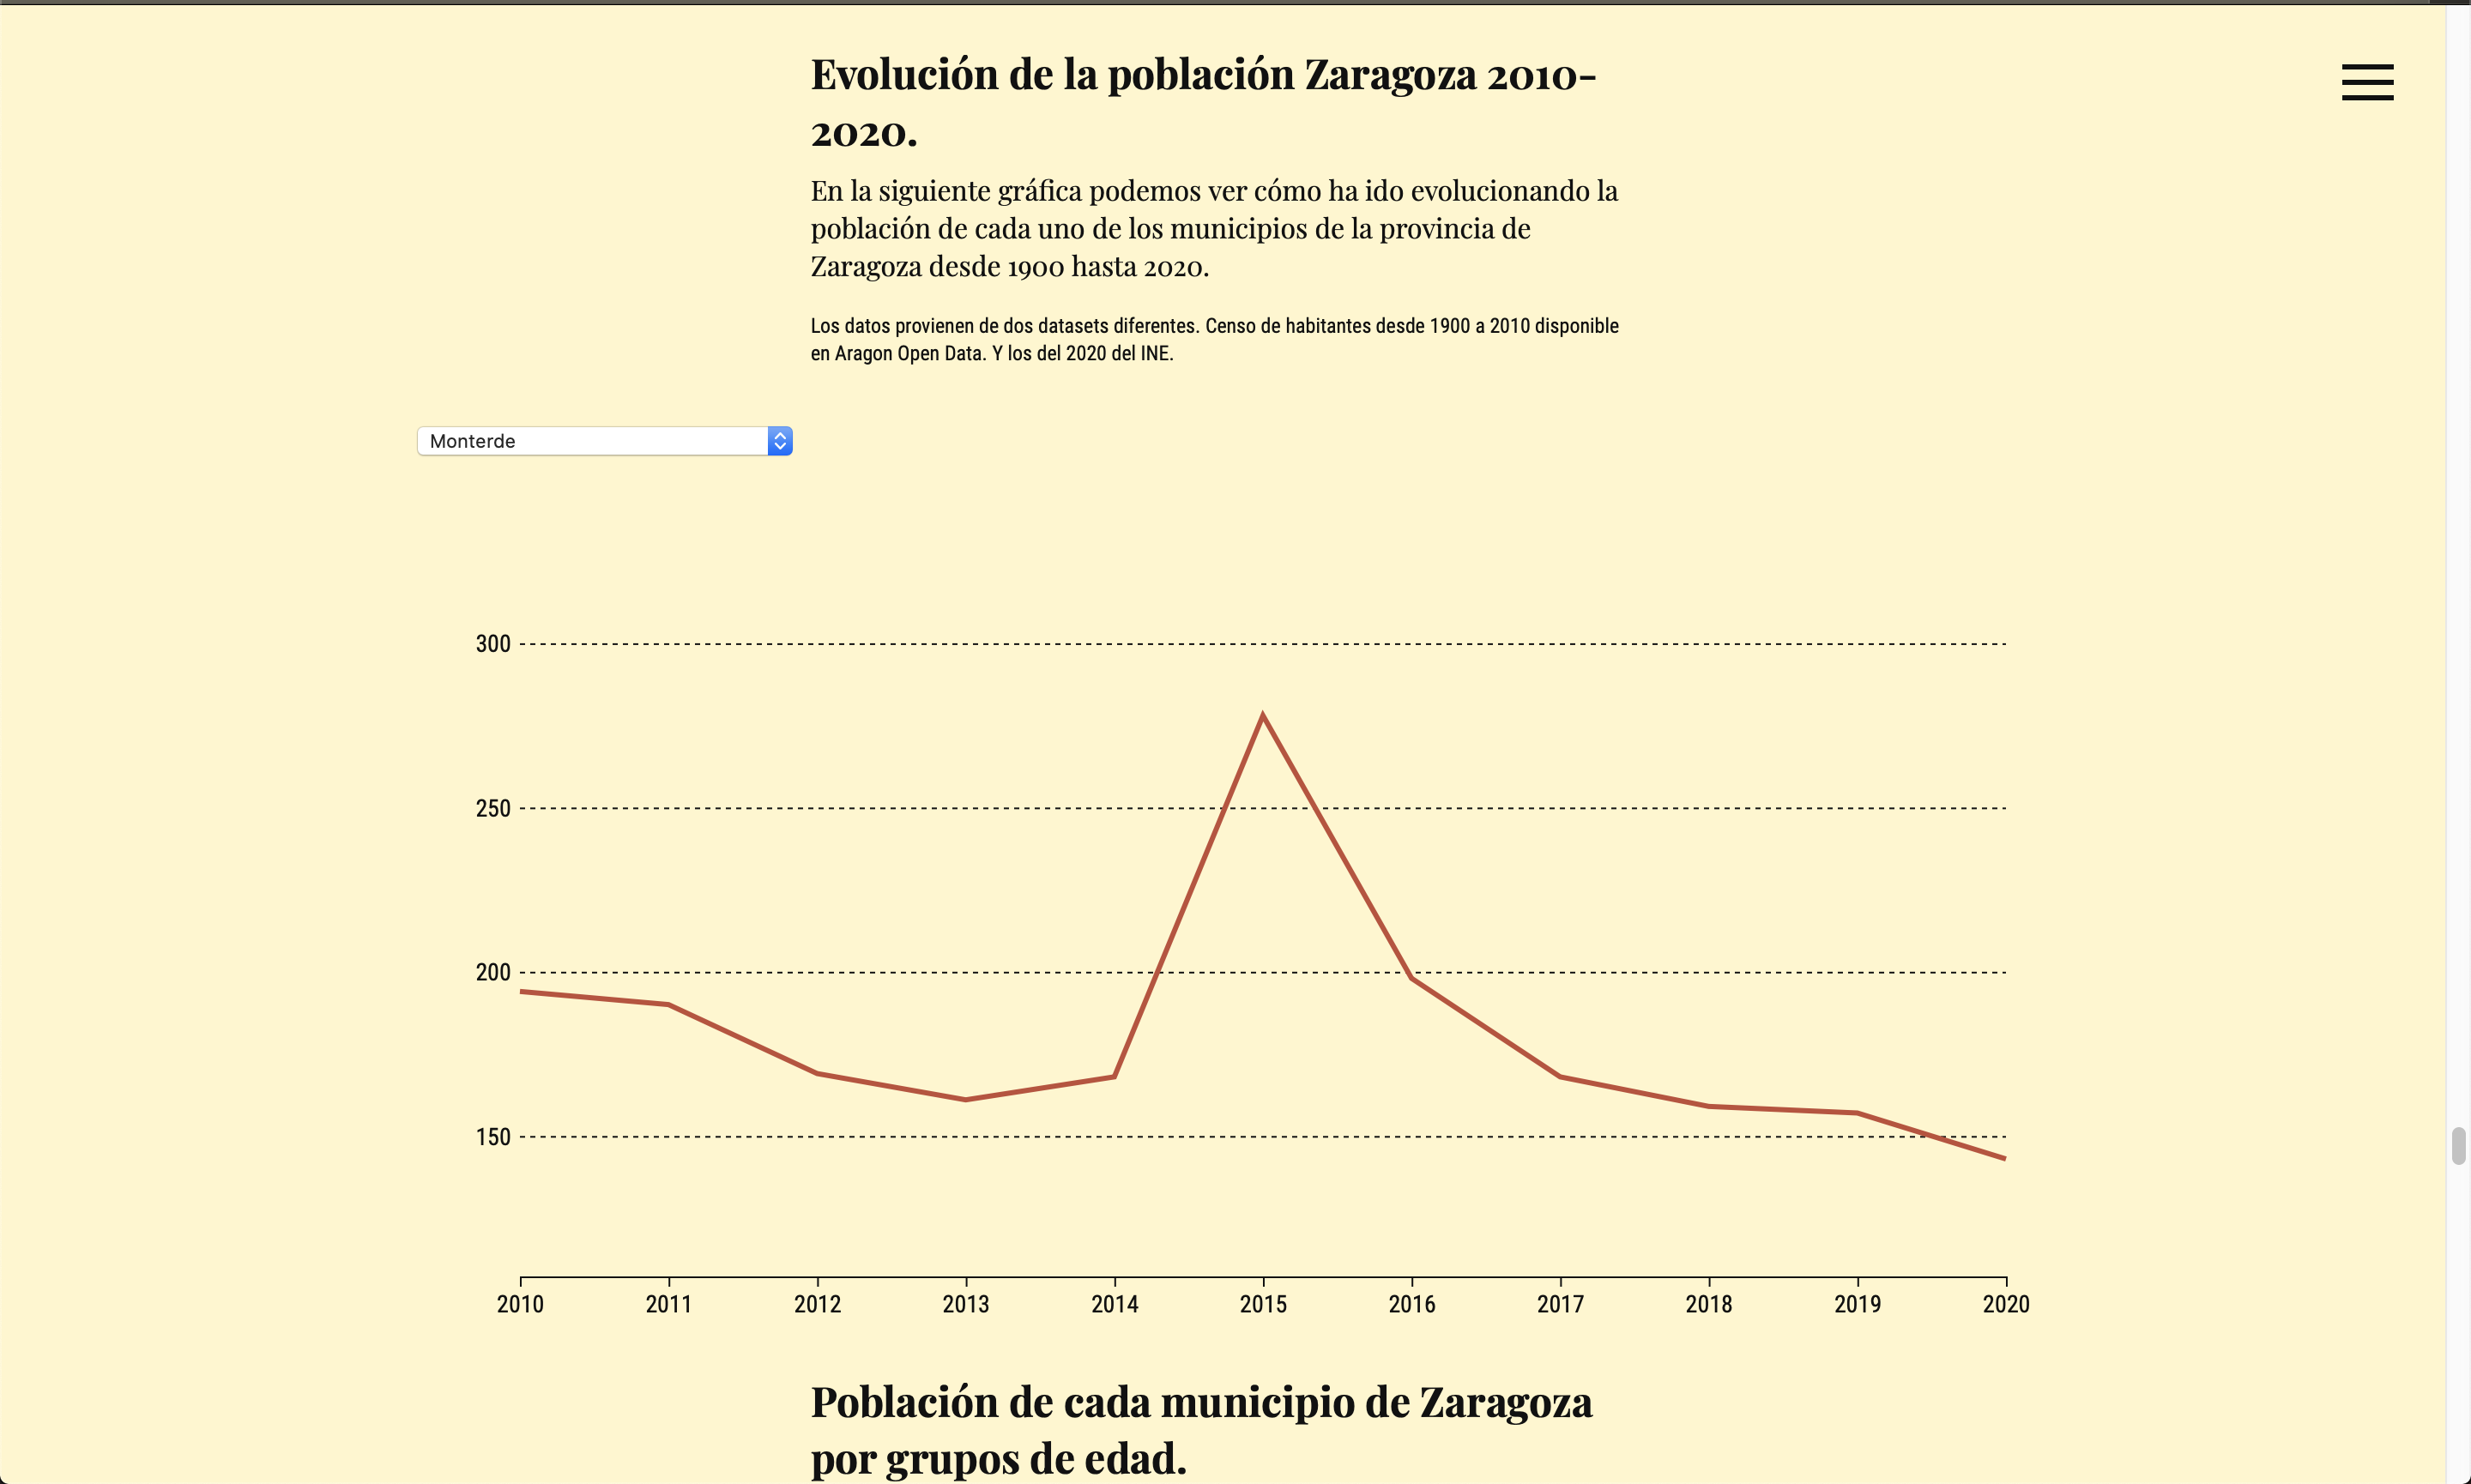 Evolución de la población Zaragoza 2010-
2020.
En la siguiente gráfica podemos ver cómo ha ido evolucionando la
población de cada uno de los municipios de la provincia de
Zaragoza desde 1900 hasta 2020.
Los datos provienen de dos datasets diferentes. Censo de habitantes desde 1900 a 2010 disponible
en Aragon Open Data. Y los del 2020 del INE.
Monterde
300
250
200
150
2010 2011 2012 2013 2014 2015 2016 2017 2018 2019 2020
Población de cada municipio de Zaragoza
por grupos de edad.